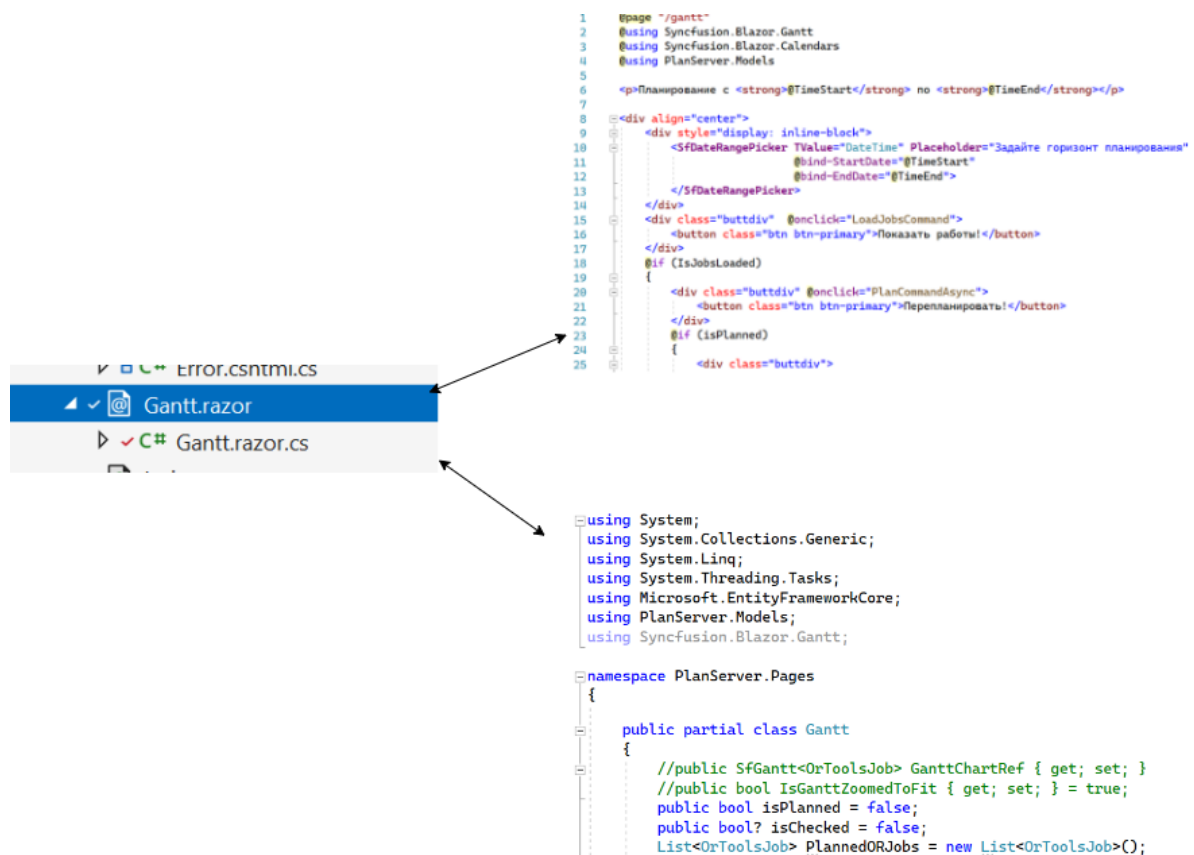 1 @page "/gantt"
2 @using Syncfusion.Blazor.Gantt
3 @using Syncfusion.Blazor.Calendars
4 @using PlanServer.Models
5
6 <p>Планирование с <strong>@TimeStart</strong> по <strong>@TimeEnd</strong></p>
7
8 <div align="center">
9 <div style="display: inline-block">
10 <SfDateRangePicker TValue="DateTime" Placeholder="Задайте горизонт планирования"
11 @bind-StartDate="@TimeStart"
12 @bind-EndDate="@TimeEnd">
13 </SfDateRangePicker>
14 </div>
15 <div class="buttdiv" @onclick="LoadJobsCommand">
16 <button class="btn btn-primary">Показать работы!</button>
17 </div>
18 @if (IsJobsLoaded)
19 {
20 <div class="buttdiv" @onclick="PlanCommandAsync">
21 <button class="btn btn-primary">Перепланировать!</button>
22 </div>
23 @if (isPlanned)
24 {
25 <div class="buttdiv">
C# Error.cshtml.cs
Gantt.razor
C# Gantt.razor.cs
using System;
using System.Collections.Generic;
using System.Linq;
using System.Threading.Tasks;
using Microsoft.EntityFrameworkCore;
using PlanServer.Models;
using Syncfusion.Blazor.Gantt;
namespace PlanServer.Pages
{
public partial class Gantt
{
//public SfGantt<OrToolsJob> GanttChartRef { get; set; }
//public bool IsGanttZoomedToFit { get; set; } = true;
public bool isPlanned = false;
public bool? isChecked = false;
List<OrToolsJob> PlannedORJobs = new List<OrToolsJob>();